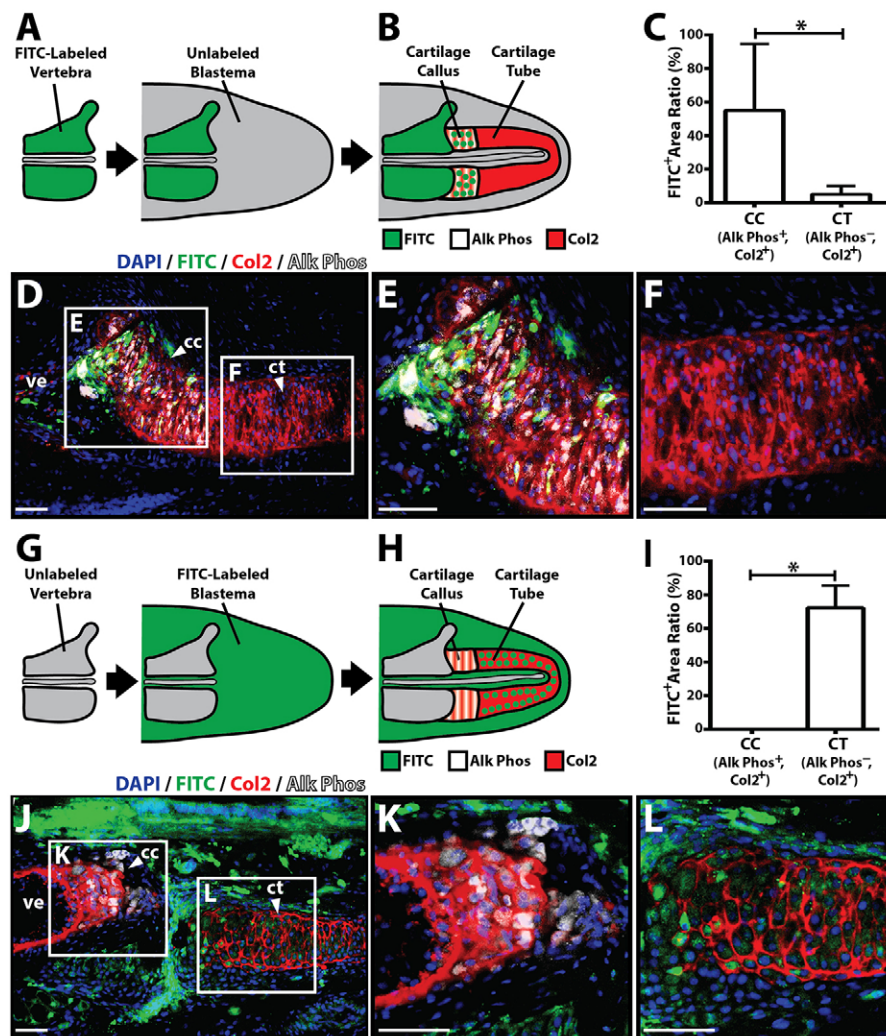 A
FITC-Labeled
Vertebra
Unlabeled
Blastema
B
Cartilage
Callus
Cartilage
Tube
FITC
Alk Phos
Col2
C
*
FITC⁺Area Ratio (%)
100
80
60
40
20
0
CC
(Alk Phos⁺,
Col2⁺)
CT
(Alk Phos⁻,
Col2⁺)
DAPI / FITC / Col2 / Alk Phos
D
E
cc
ve
F
ct
E
F
G
Unlabeled
Vertebra
FITC-Labeled
Blastema
H
Cartilage
Callus
Cartilage
Tube
FITC
Alk Phos
Col2
I
*
FITC⁺Area Ratio (%)
100
80
60
40
20
0
CC
(Alk Phos⁺,
Col2⁺)
CT
(Alk Phos⁻,
Col2⁺)
DAPI / FITC / Col2 / Alk Phos
J
K
cc
ve
L
ct
K
L